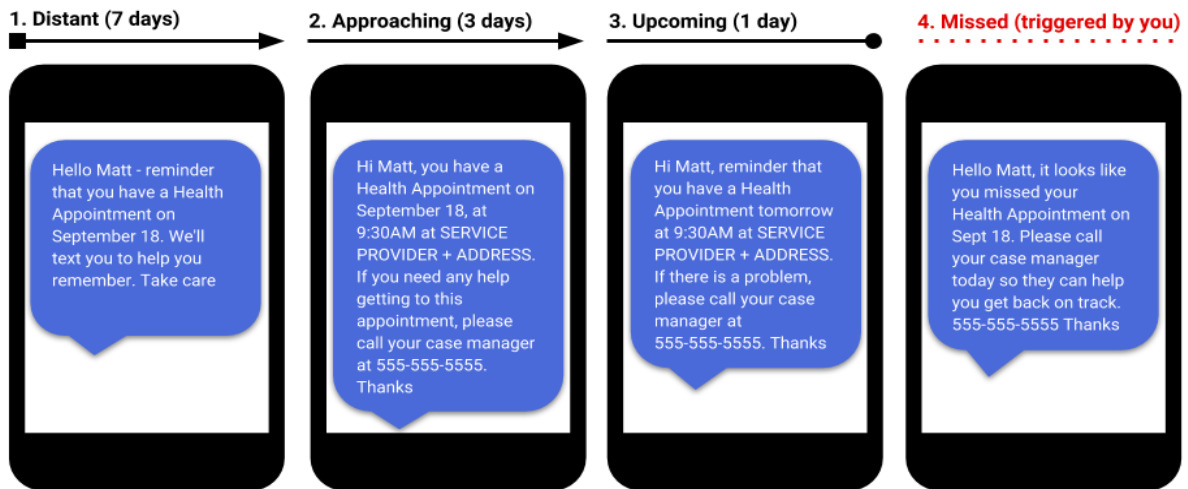 1. Distant (7 days)
2. Approaching (3 days)
3. Upcoming (1 day)
4. Missed (triggered by you)
Hello Matt - reminder
that you have a Health
Appointment on
September 18. We'll
text you to help you
remember. Take care
Hi Matt, you have a
Health Appointment on
September 18, at
9:30AM at SERVICE
PROVIDER + ADDRESS.
If you need any help
getting to this
appointment, please
call your case manager
at 555-555-5555.
Thanks
Hi Matt, reminder that
you have a Health
Appointment tomorrow
at 9:30AM at SERVICE
PROVIDER + ADDRESS.
If there is a problem,
please call your case
manager at
555-555-5555. Thanks
Hello Matt, it looks like
you missed your
Health Appointment on
Sept 18. Please call
your case manager
today so they can help
you get back on track.
555-555-5555 Thanks